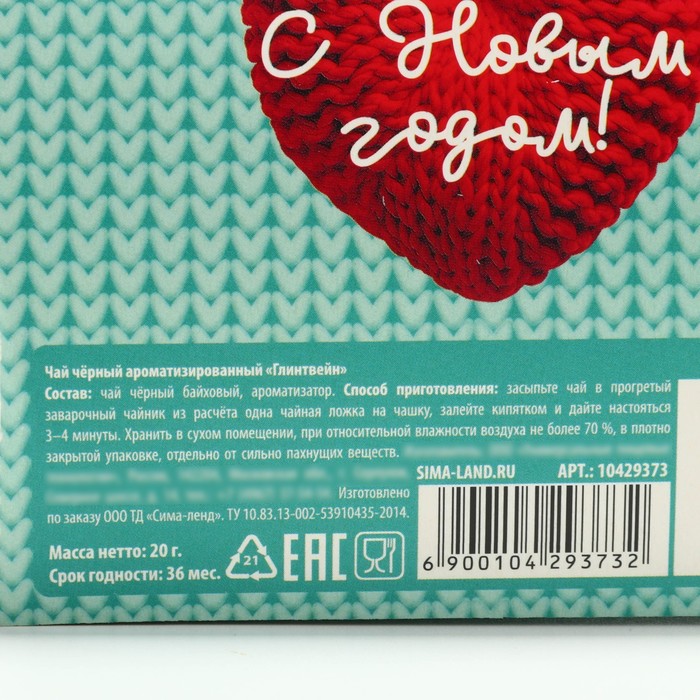 С Новым
годом!
Чай чёрный ароматизированный «Глинтвейн»
Состав: чай чёрный байховый, ароматизатор. Способ приготовления: засыпьте чай в прогретый
заварочный чайник из расчёта одна чайная ложка на чашку, залейте кипятком и дайте настояться
3–4 минуты. Хранить в сухом помещении, при относительной влажности воздуха не более 70 %, в плотно
закрытой упаковке, отдельно от сильно пахнущих веществ.
Изготовлено
по заказу ООО ТД «Сима-ленд». ТУ 10.83.13-002-53910435-2014.
Масса нетто: 20 г.
Срок годности: 36 мес.
21
ЕАС
SIMA-LAND.RU АРТ.: 10429373
6 900104 293732